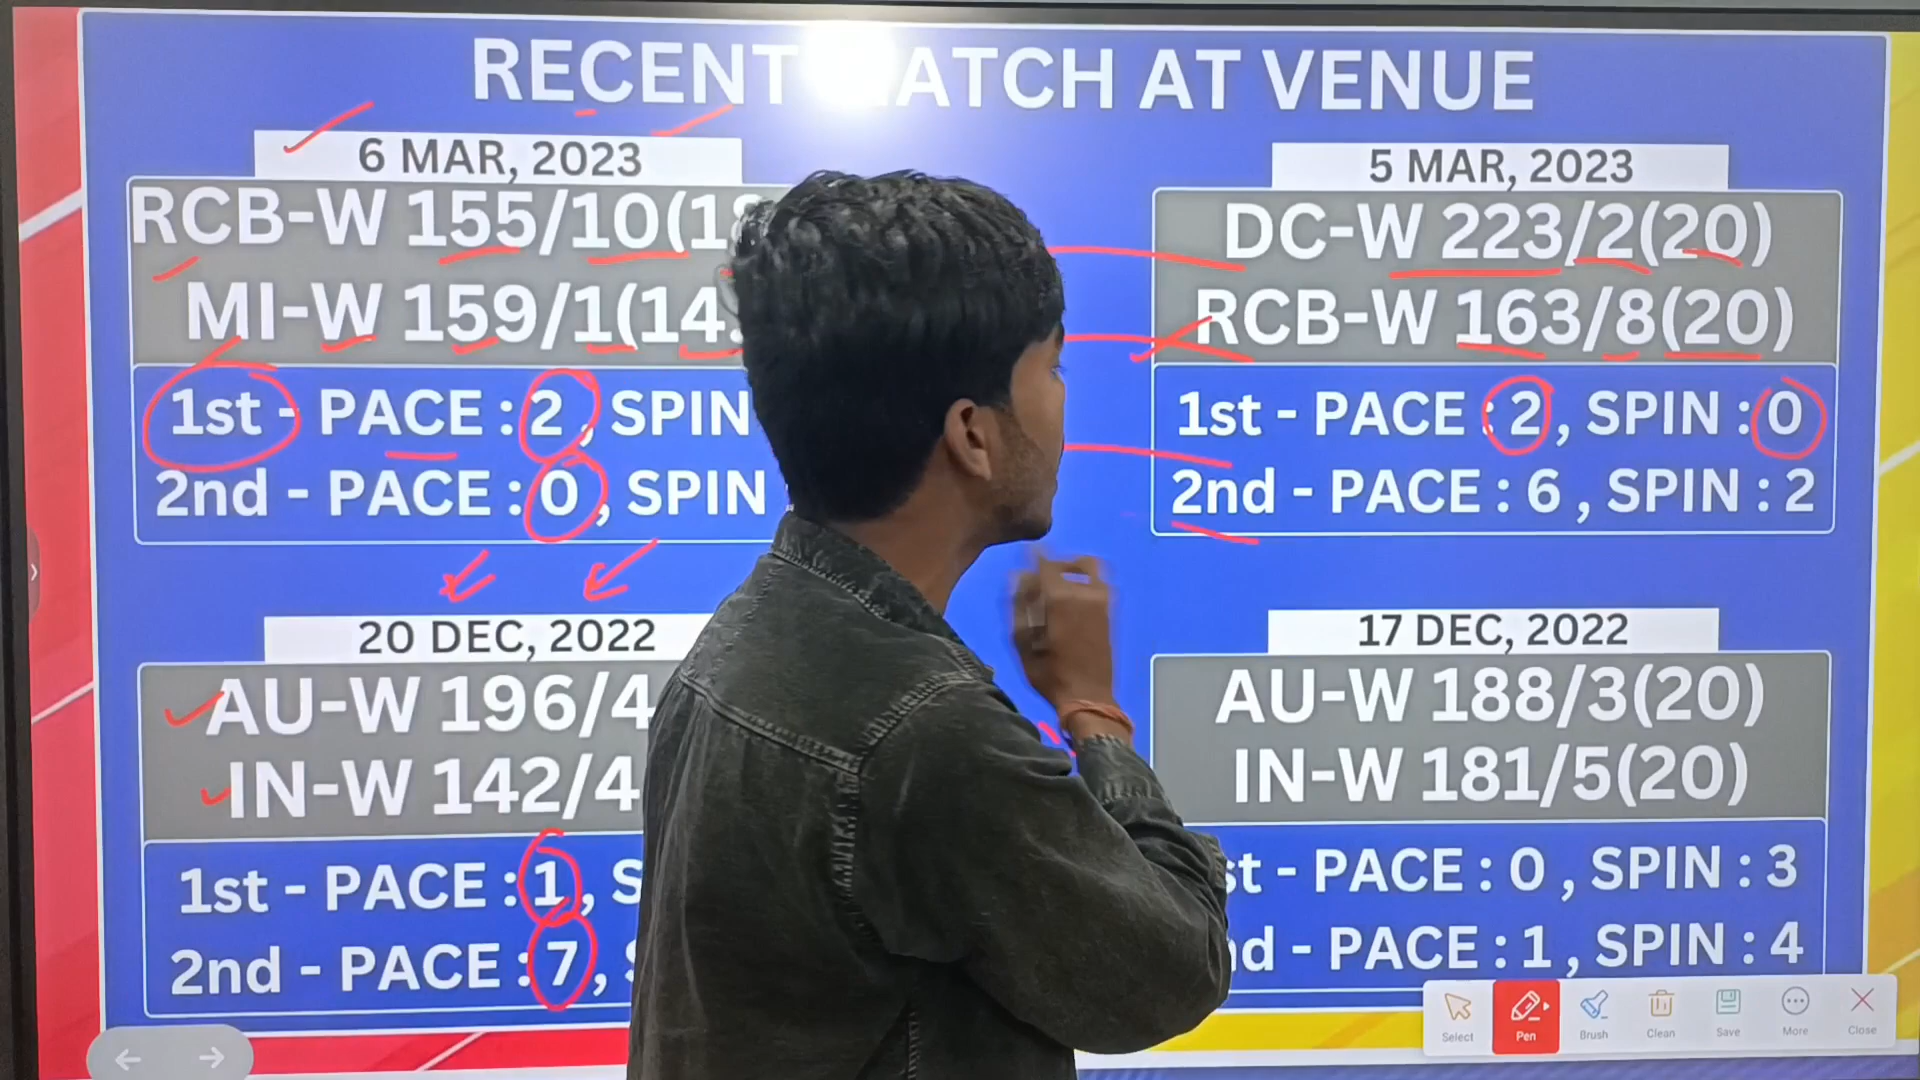 RECENT MATCH AT VENUE
6 MAR, 2023
RCB-W 155/10(18
MI-W 159/1(14.
1st - PACE : 2 , SPIN
2nd - PACE : 0 , SPIN
5 MAR, 2023
DC-W 223/2(20)
RCB-W 163/8(20)
1st - PACE : 2 , SPIN : 0
2nd - PACE : 6 , SPIN : 2
20 DEC, 2022
AU-W 196/4
IN-W 142/4
1st - PACE : 1 , S
2nd - PACE : 7 ,
17 DEC, 2022
AU-W 188/3(20)
IN-W 181/5(20)
st - PACE : 0 , SPIN : 3
nd - PACE : 1 , SPIN : 4
Select Pen Brush Clean Save More Close